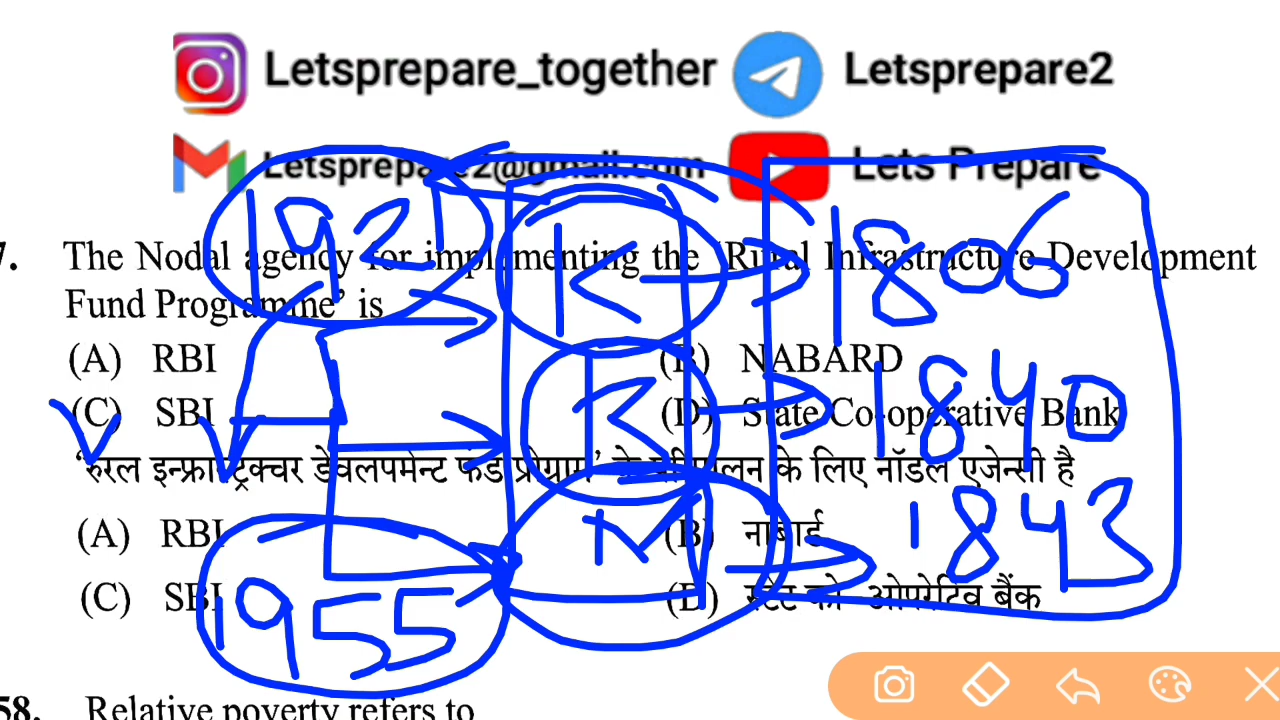 Letsprepare_together Letsprepare2
Letsprepare2@gmail.com Lets Prepare
7. The Nodal agency for implementing the 'Rural Infrastructure Development
Fund Programme' is
(A) RBI (B) NABARD
(C) SBI (D) State Co-operative Bank
'रुरल इन्फ्रास्ट्रक्चर डेवलपमेन्ट फंड प्रोग्राम' के परिपालन के लिए नॉडल एजेन्सी है
(A) RBI (B) नाबार्ड
(C) SBI (D) स्टेट को-ओपरेटिव बैंक
58. Relative poverty refers to
1921 K 1806
B 1840
M 1843
1955